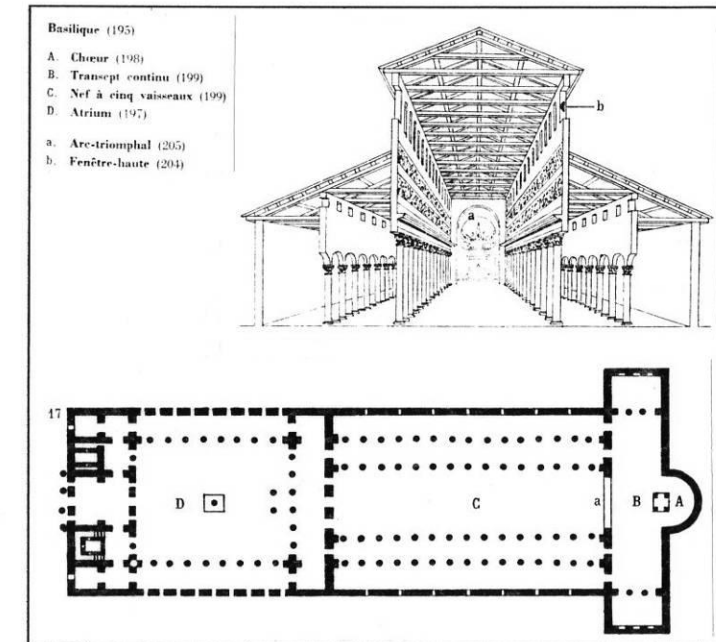 Basilique (195)
A. Chœur (198)
B. Transept continu (199)
C. Nef à cinq vaisseaux (199)
D. Atrium (197)
a. Arc-triomphal (205)
b. Fenêtre-haute (204)
b
a
17
D
C
a
B
A